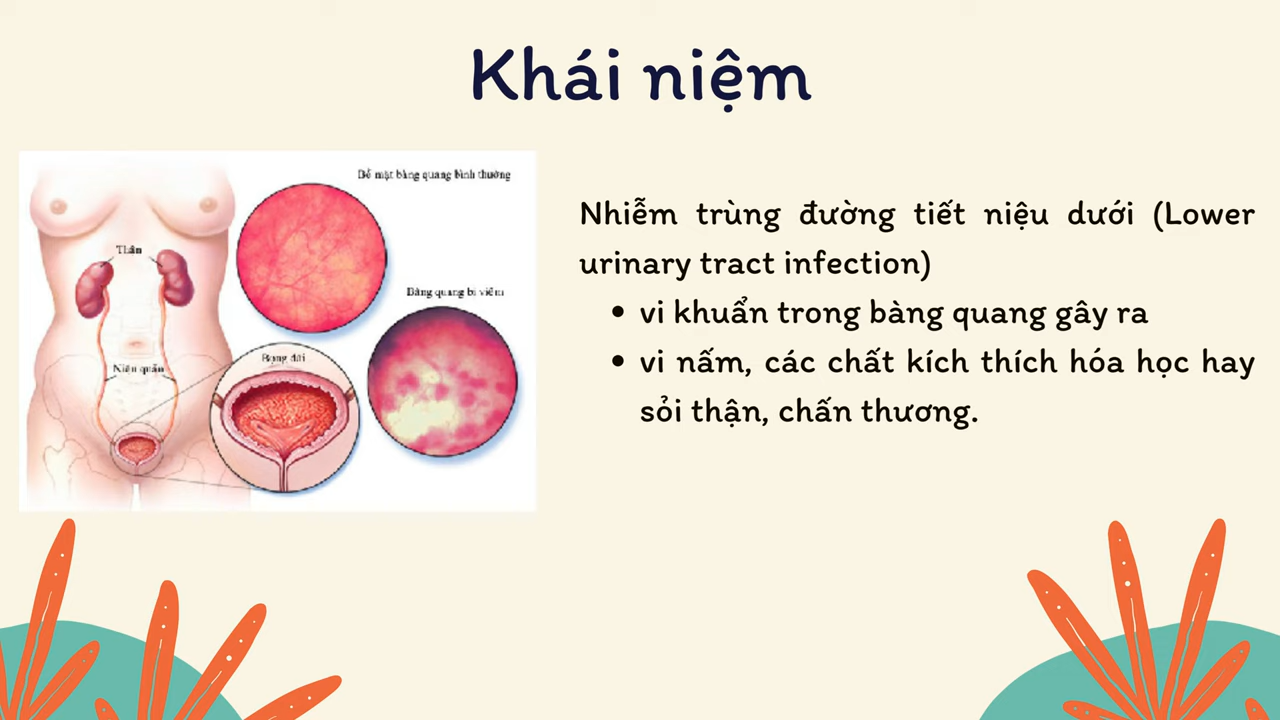 Khái niệm
Bề mặt bàng quang bình thường
Thận
Bàng quang bị viêm
Bọng đái
Niệu quản
Nhiễm trùng đường tiết niệu dưới (Lower
urinary tract infection)
• vi khuẩn trong bàng quang gây ra
• vi nấm, các chất kích thích hóa học hay
sỏi thận, chấn thương.